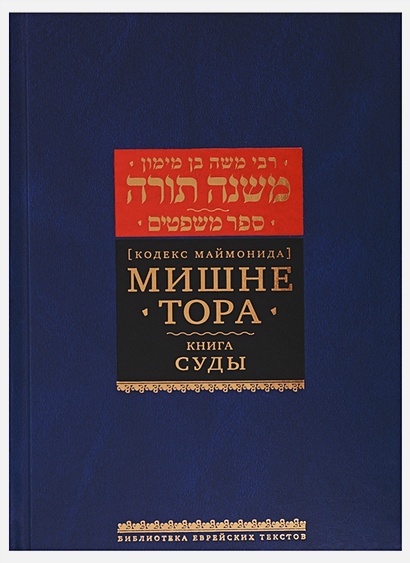 רבי משה בן מימון
משנה תורה
ספר משפטים
[КОДЕКС МАЙМОНИДА]
МИШНЕ
· ТОРА ·
КНИГА
СУДЫ
БИБЛИОТЕКА ЕВРЕЙСКИХ ТЕКСТОВ